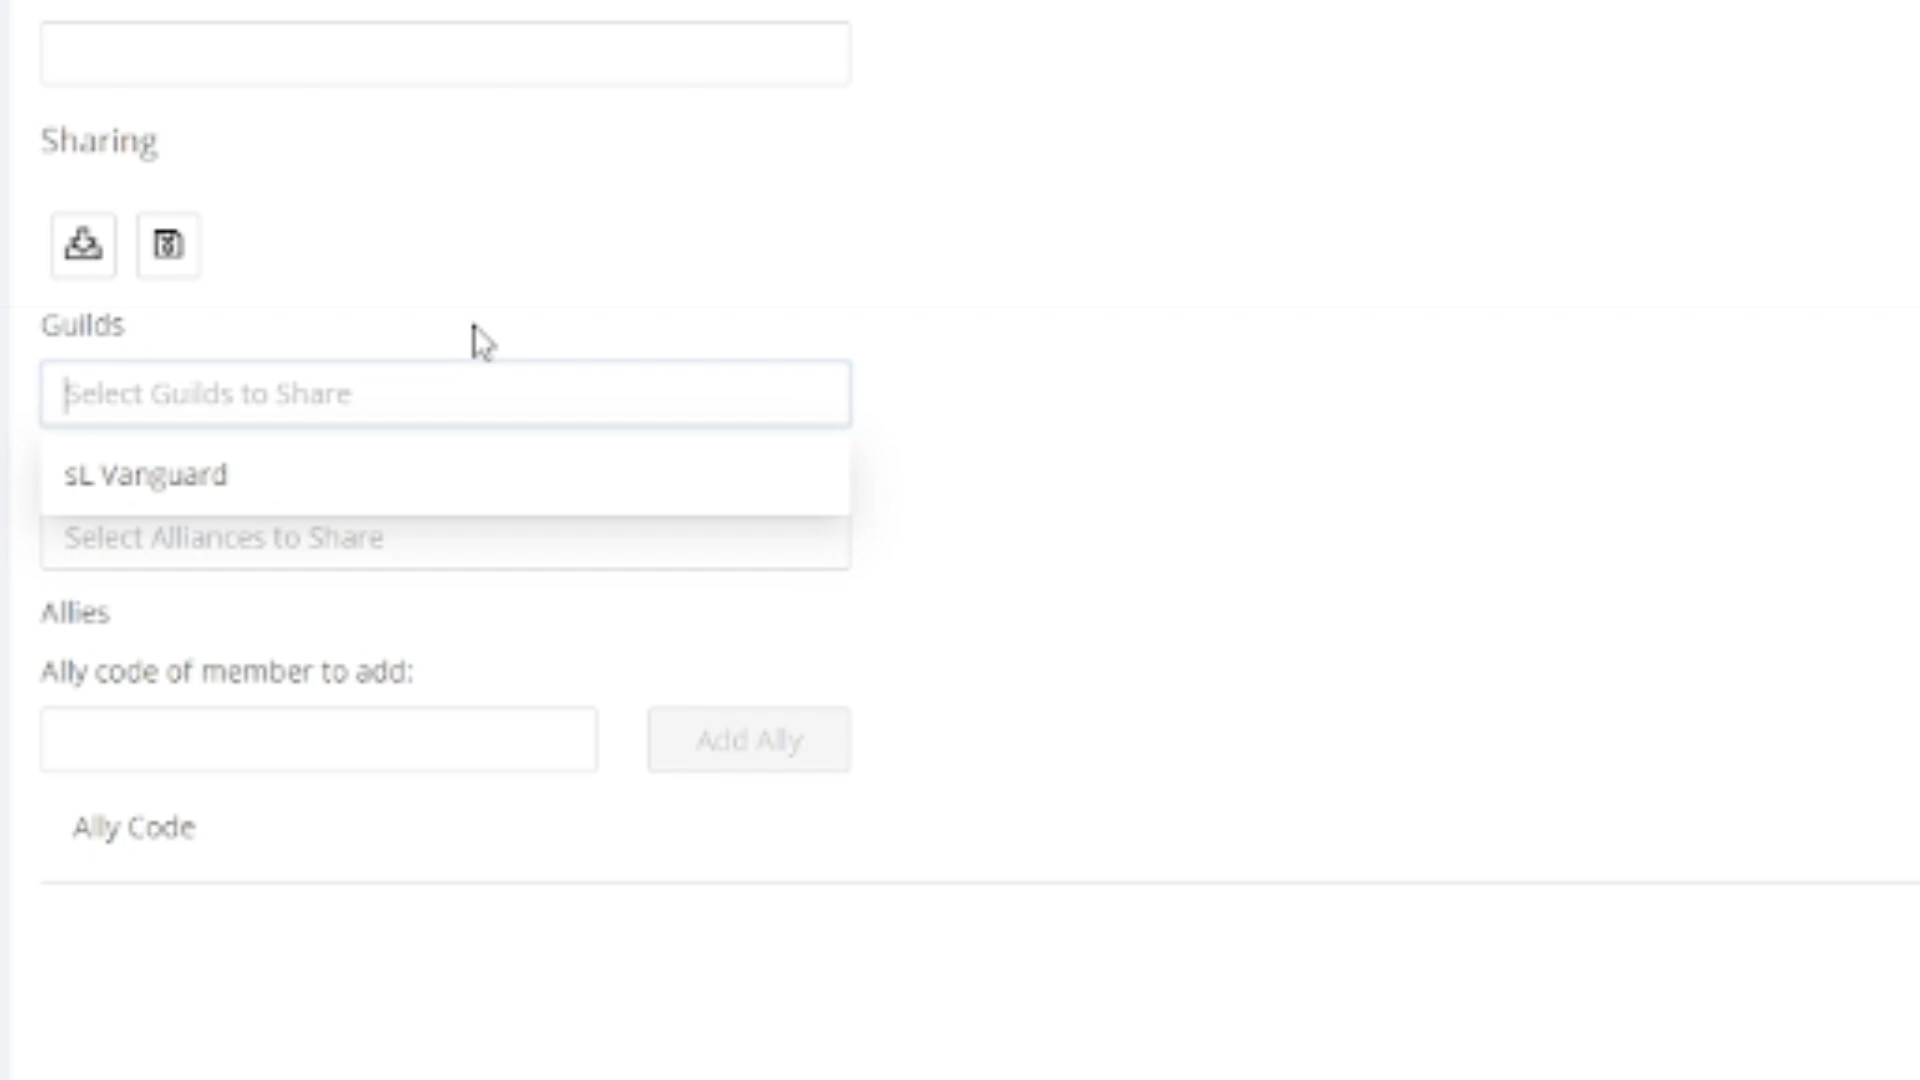 Sharing
Guilds
Select Guilds to Share
sL Vanguard
Select Alliances to Share
Allies
Ally code of member to add:
Add Ally
Ally Code